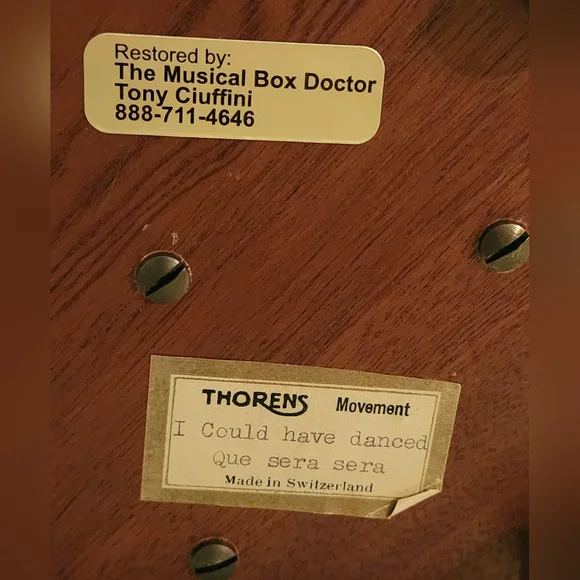 Restored by:
The Musical Box Doctor
Tony Ciuffini
888-711-4646
THORENS Movement
I Could have danced
Que sera sera
Made in Switzerland